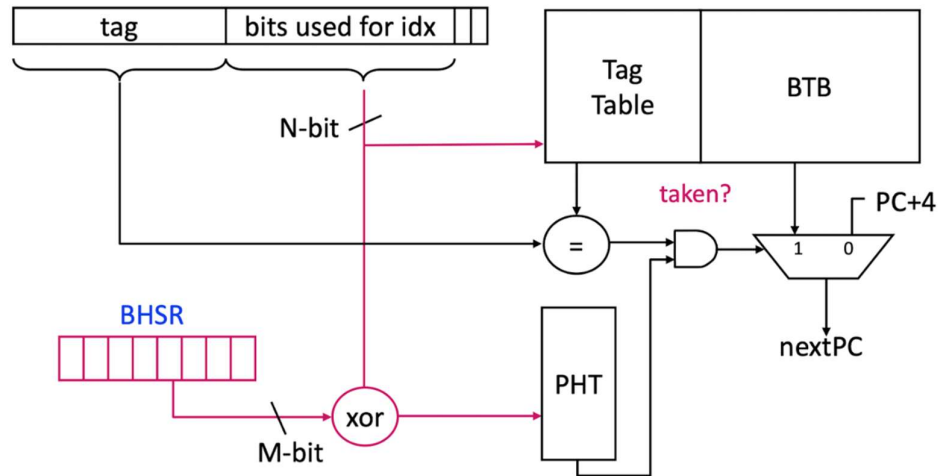 tag
bits used for idx
Tag
Table
BTB
N-bit
taken?
PC+4
=
1
0
BHSR
nextPC
PHT
xor
M-bit